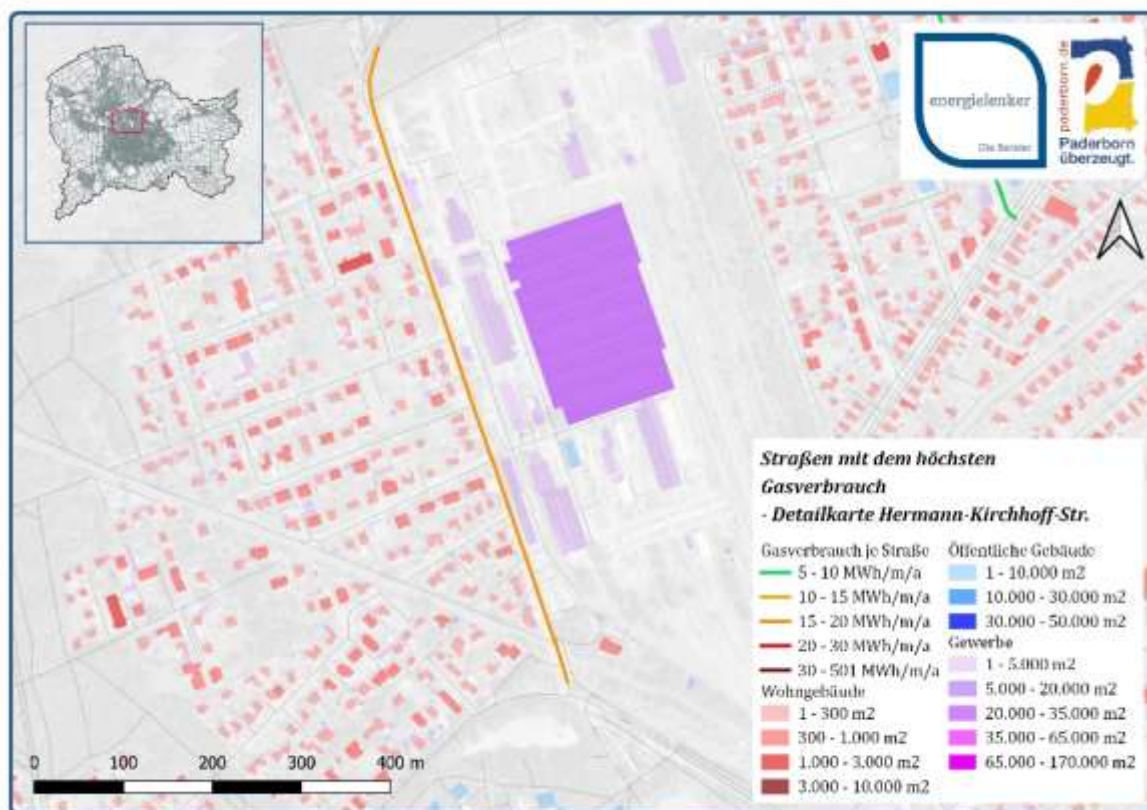 energielenker
Die Berater
paderborn.de
Paderborn
überzeugt.
Straßen mit dem höchsten
Gasverbrauch
- Detailkarte Hermann-Kirchhoff-Str.
Gasverbrauch je Straße
5 - 10 MWh/m/a
10 - 15 MWh/m/a
15 - 20 MWh/m/a
20 - 30 MWh/m/a
30 - 501 MWh/m/a
Wohngebäude
1 - 300 m2
300 - 1.000 m2
1.000 - 3.000 m2
3.000 - 10.000 m2
Öffentliche Gebäude
1 - 10.000 m2
10.000 - 30.000 m2
30.000 - 50.000 m2
Gewerbe
1 - 5.000 m2
5.000 - 20.000 m2
20.000 - 35.000 m2
35.000 - 65.000 m2
65.000 - 170.000 m2
0 100 200 300 400 m